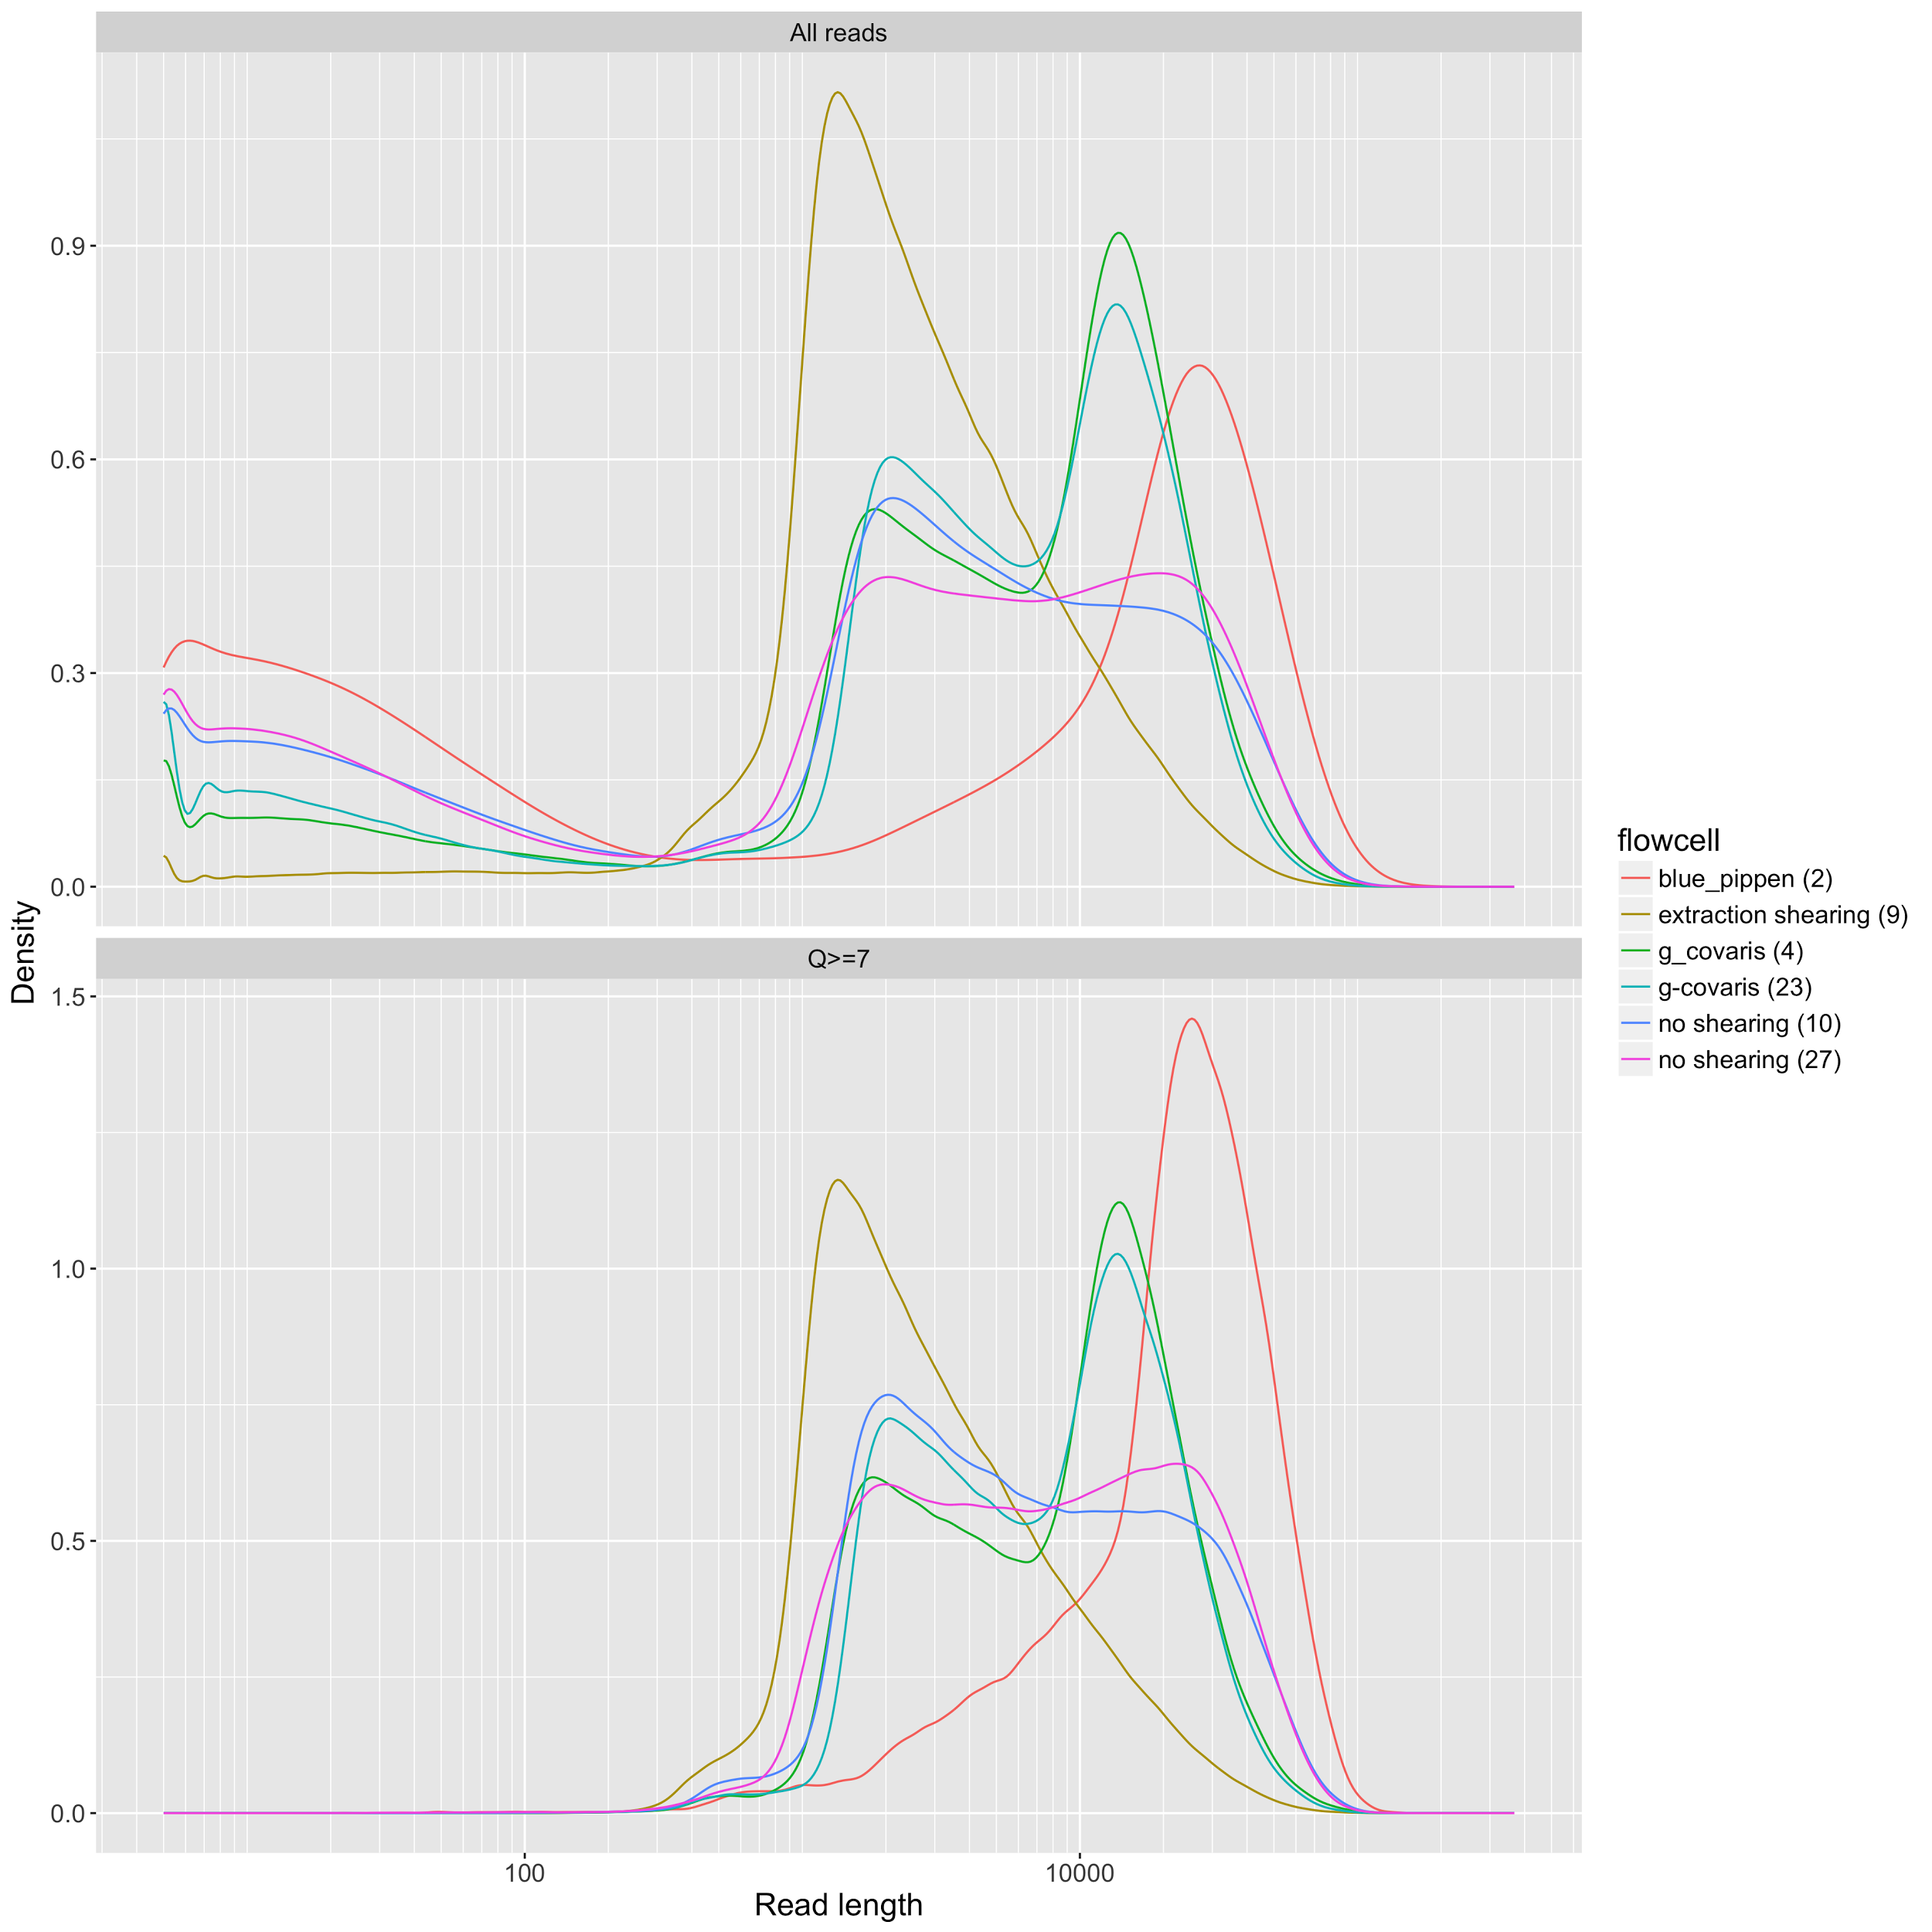 All reads
0.9
0.6
0.3
0.0
Density
Q>=7
1.5
1.0
0.5
0.0
100
10000
Read length
flowcell
blue_pippen (2)
extraction shearing (9)
g_covaris (4)
g-covaris (23)
no shearing (10)
no shearing (27)